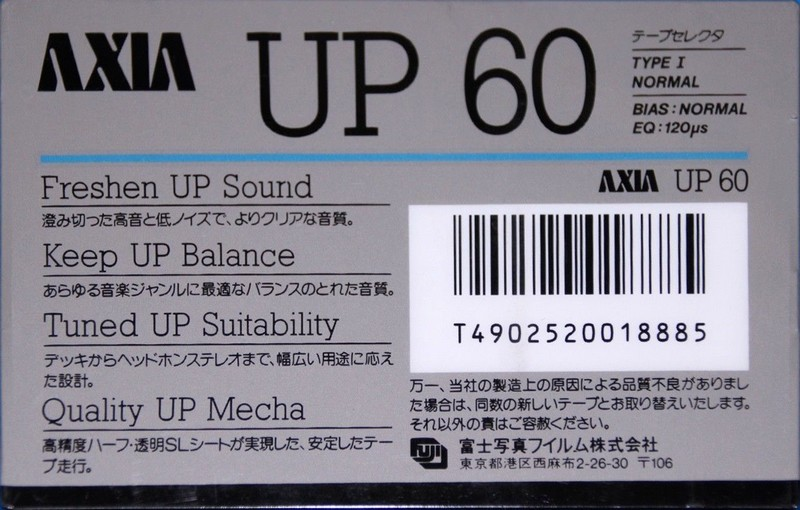 AXIA UP 60
テープセレクタ
TYPE I
NORMAL
BIAS : NORMAL
EQ : 120μs
Freshen UP Sound
澄み切った高音と低ノイズで、よりクリアな音質。
Keep UP Balance
あらゆる音楽ジャンルに最適なバランスのとれた音質。
Tuned UP Suitability
デッキからヘッドホンステレオまで、幅広い用途に応え
た設計。
Quality UP Mecha
高精度ハーフ・透明SLシートが実現した、安定したテー
プ走行。
AXIA UP 60
T4902520018885
万一、当社の製造上の原因による品質不良がありまし
た場合は、同数の新しいテープとお取り替えいたします。
それ以外の責はご容赦ください。
FUJI 富士写真フイルム株式会社
東京都港区西麻布2-26-30 〒106